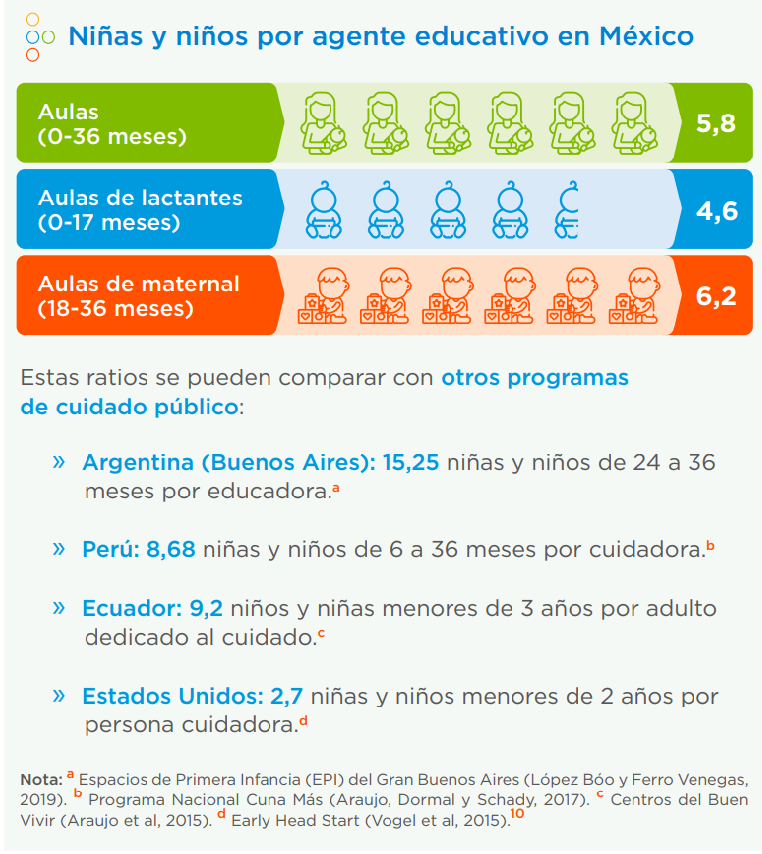 Niñas y niños por agente educativo en México
Aulas
(0-36 meses)
5,8
Aulas de lactantes
(0-17 meses)
4,6
Aulas de maternal
(18-36 meses)
6,2
Estas ratios se pueden comparar con otros programas
de cuidado público:
» Argentina (Buenos Aires): 15,25 niñas y niños de 24 a 36
meses por educadora.a
» Perú: 8,68 niñas y niños de 6 a 36 meses por cuidadora.b
» Ecuador: 9,2 niños y niñas menores de 3 años por adulto
dedicado al cuidado.c
» Estados Unidos: 2,7 niñas y niños menores de 2 años por
persona cuidadora.d
Nota: a Espacios de Primera Infancia (EPI) del Gran Buenos Aires (López Bóo y Ferro Venegas,
2019). b Programa Nacional Cuna Más (Araujo, Dormal y Schady, 2017). c Centros del Buen
Vivir (Araujo et al, 2015). d Early Head Start (Vogel et al, 2015).10